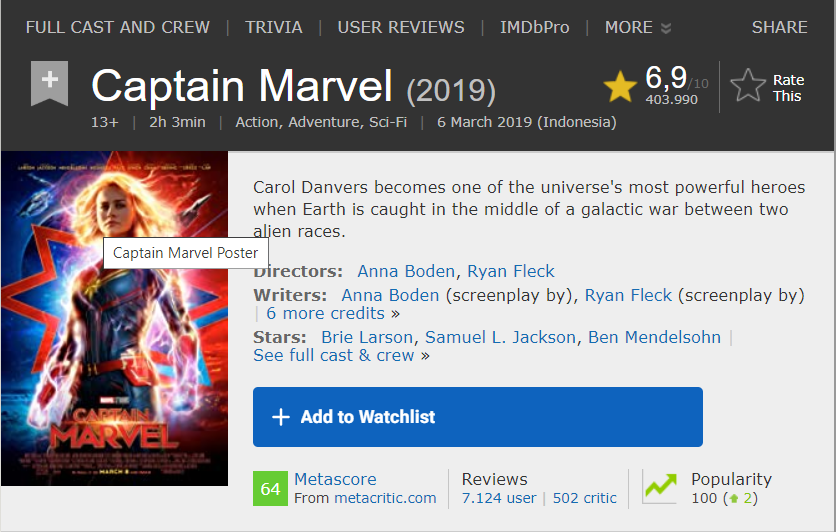 FULL CAST AND CREW | TRIVIA | USER REVIEWS | IMDbPro | MORE SHARE
Captain Marvel (2019)
6,9/10
403.990
Rate
This
13+ | 2h 3min | Action, Adventure, Sci-Fi | 6 March 2019 (Indonesia)
Carol Danvers becomes one of the universe's most powerful heroes
when Earth is caught in the middle of a galactic war between two
alien races.
Captain Marvel Poster
Directors: Anna Boden, Ryan Fleck
Writers: Anna Boden (screenplay by), Ryan Fleck (screenplay by)
| 6 more credits »
Stars: Brie Larson, Samuel L. Jackson, Ben Mendelsohn |
See full cast & crew »
MARVEL STUDIOS
CAPTAIN
MARVEL
MARCH 8
+ Add to Watchlist
64 Metascore
From metacritic.com
Reviews
7.124 user | 502 critic
Popularity
100 (2)